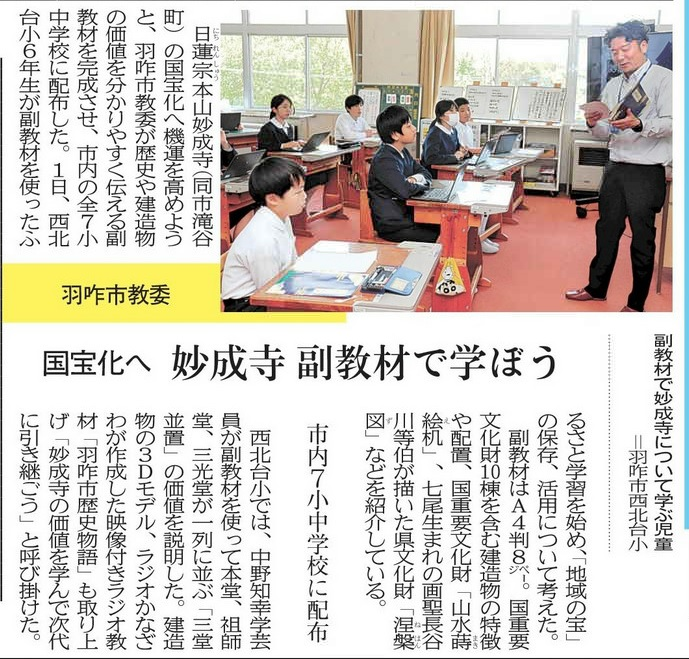 日蓮宗本山妙成寺（同市滝谷
町）の国宝化へ機運を高めよう
と、羽咋市教委が歴史や建造物
の価値を分かりやすく伝える副
教材を完成させ、市内の全７小
中学校に配布した。１日、西北
台小６年生が副教材を使ったふ
羽咋市教委
国宝化へ 妙成寺 副教材で学ぼう
副教材で妙成寺について学ぶ児童
＝羽咋市西北台小
るさと学習を始め、「地域の宝」
の保存、活用について考えた。
副教材はＡ４判８㌻。国重要
文化財10棟を含む建造物の特徴
や配置、国重要文化財「山水蒔
絵机」、七尾生まれの画聖長谷
川等伯が描いた県文化財「涅槃
図」などを紹介している。
市内７小中学校に配布
西北台小では、中野知幸学芸
員が副教材を使って本堂、祖師
堂、三光堂が一列に並ぶ「三堂
並置」の価値を説明した。建造
物の３Ｄモデル、ラジオかなざ
わが作成した映像付きラジオ教
材「羽咋市歴史物語」も取り上
げ「妙成寺の価値を学んで次代
に引き継ごう」と呼び掛けた。